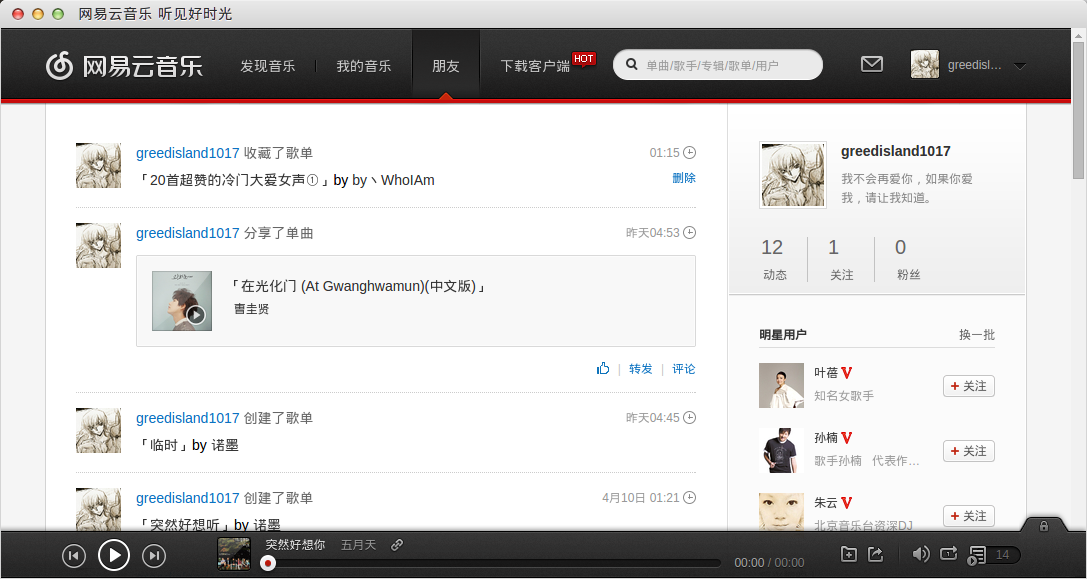 网易云音乐 听见好时光
网易云音乐 发现音乐 我的音乐 朋友 下载客户端 HOT 单曲/歌手/专辑/歌单/用户 greedisl...
greedisland1017 收藏了歌单 01:15
「20首超赞的冷门大爱女声①」by by丶WhoIAm 删除
greedisland1017 分享了单曲 昨天04:53
「在光化门 (At Gwanghwamun)(中文版)」
曺圭贤
转发 | 评论
greedisland1017 创建了歌单 昨天04:45
「临时」by 诺墨
greedisland1017 创建了歌单 4月10日 01:21
「突然好想听」by 诺墨
greedisland1017
我不会再爱你，如果你爱
我，请让我知道。
12 1 0
动态 关注 粉丝
明星用户 换一批
叶蓓 V
知名女歌手
+ 关注
孙楠 V
歌手孙楠 代表作...
+ 关注
朱云 V
北京音乐台资深DJ
+ 关注
突然好想你 五月天
00:00 / 00:00
14